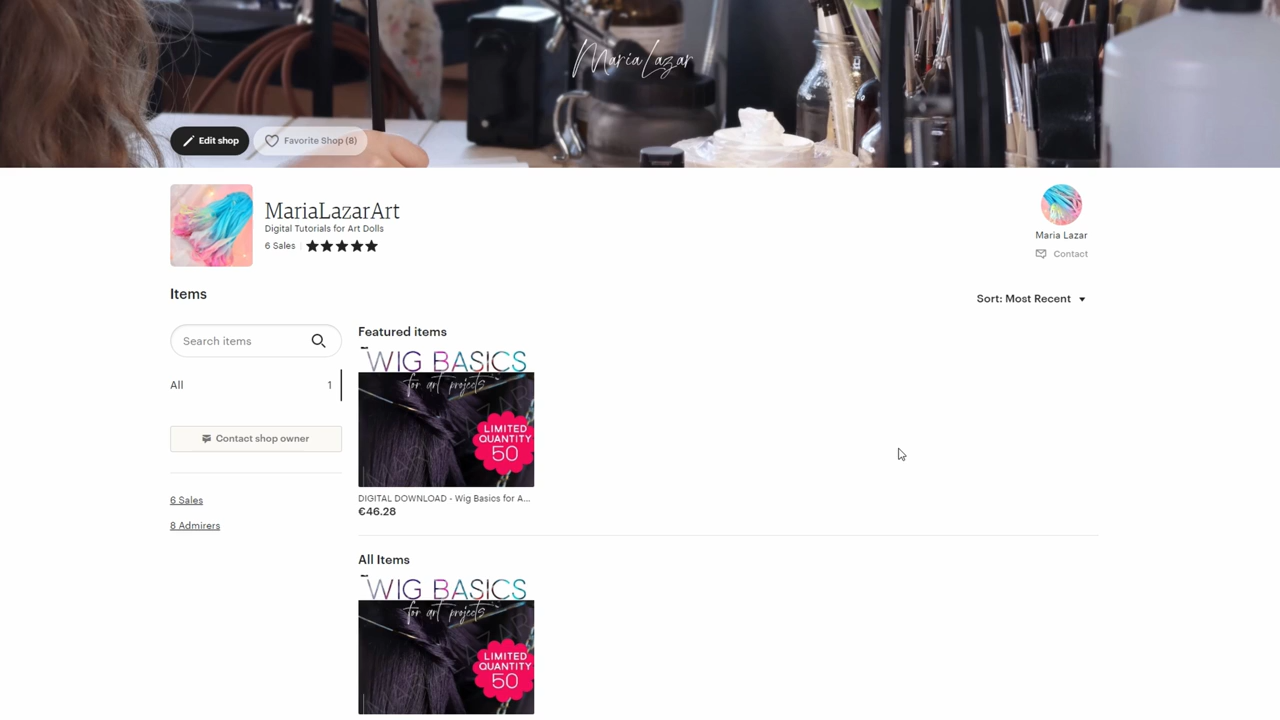 MariaLazar
Edit shop
Favorite Shop (8)
MariaLazarArt
Digital Tutorials for Art Dolls
6 Sales
Maria Lazar
Contact
Items
Sort: Most Recent
Search items
All 1
Contact shop owner
6 Sales
8 Admirers
Featured items
WIG BASICS
for art projects
LIMITED
QUANTITY
50
DIGITAL DOWNLOAD - Wig Basics for A...
€46.28
All Items
WIG BASICS
for art projects
LIMITED
QUANTITY
50